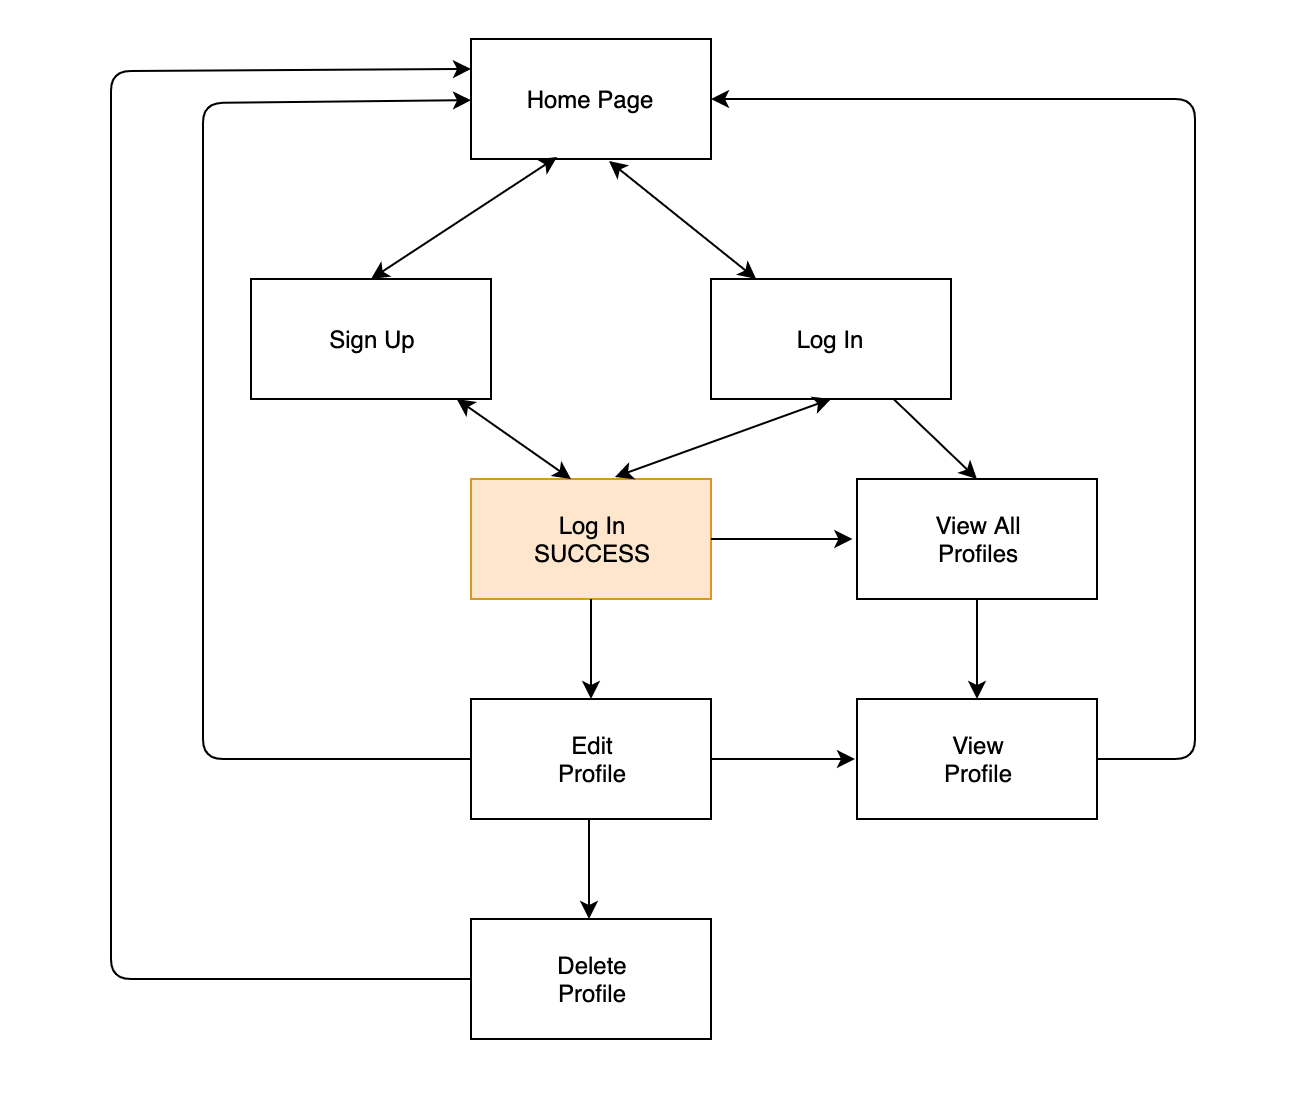 Home Page
Sign Up
Log In
Log In
SUCCESS
View All
Profiles
Edit
Profile
View
Profile
Delete
Profile